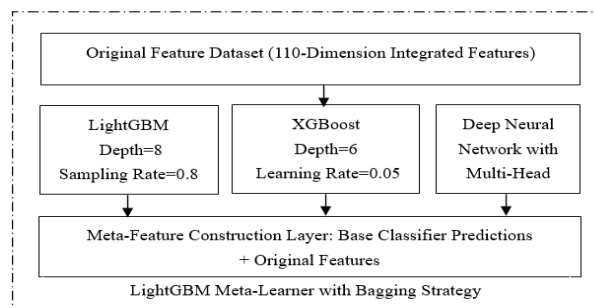 Original Feature Dataset (110-Dimension Integrated Features)
LightGBM
Depth=8
Sampling Rate=0.8
XGBoost
Depth=6
Learning Rate=0.05
Deep Neural
Network with
Multi-Head
Meta-Feature Construction Layer: Base Classifier Predictions
+ Original Features
LightGBM Meta-Learner with Bagging Strategy